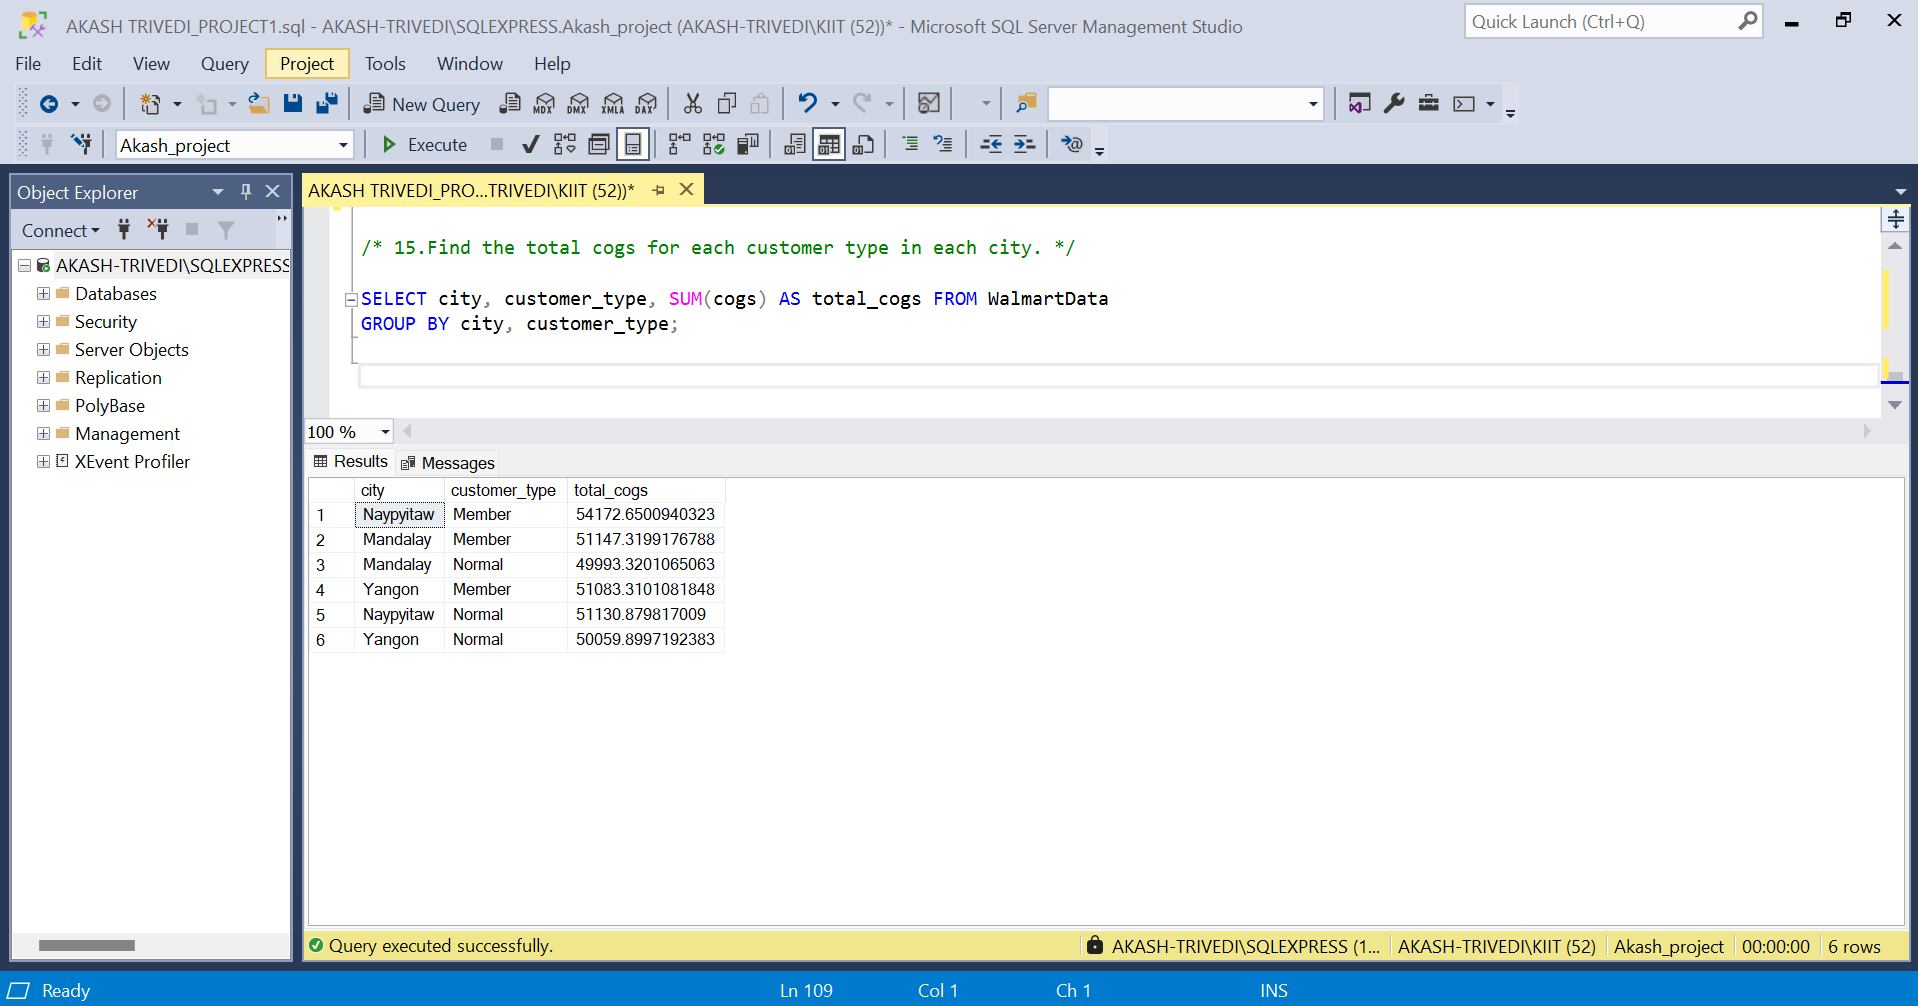 AKASH TRIVEDI_PROJECT1.sql - AKASH-TRIVEDI\SQLEXPRESS.Akash_project (AKASH-TRIVEDI\KIIT (52))* - Microsoft SQL Server Management Studio
Quick Launch (Ctrl+Q)
File Edit View Query Project Tools Window Help
New Query MDX DMX XMLA DAX
Akash_project Execute
Object Explorer
AKASH TRIVEDI_PRO...TRIVEDI\KIIT (52))*
Connect
AKASH-TRIVEDI\SQLEXPRESS
Databases
Security
Server Objects
Replication
PolyBase
Management
XEvent Profiler
/* 15.Find the total cogs for each customer type in each city. */
SELECT city, customer_type, SUM(cogs) AS total_cogs FROM WalmartData
GROUP BY city, customer_type;
100 %
Results Messages
city customer_type total_cogs
1 Naypyitaw Member 54172.6500940323
2 Mandalay Member 51147.3199176788
3 Mandalay Normal 49993.3201065063
4 Yangon Member 51083.3101081848
5 Naypyitaw Normal 51130.879817009
6 Yangon Normal 50059.8997192383
Query executed successfully.
AKASH-TRIVEDI\SQLEXPRESS (1... AKASH-TRIVEDI\KIIT (52) Akash_project 00:00:00 6 rows
Ready Ln 109 Col 1 Ch 1 INS